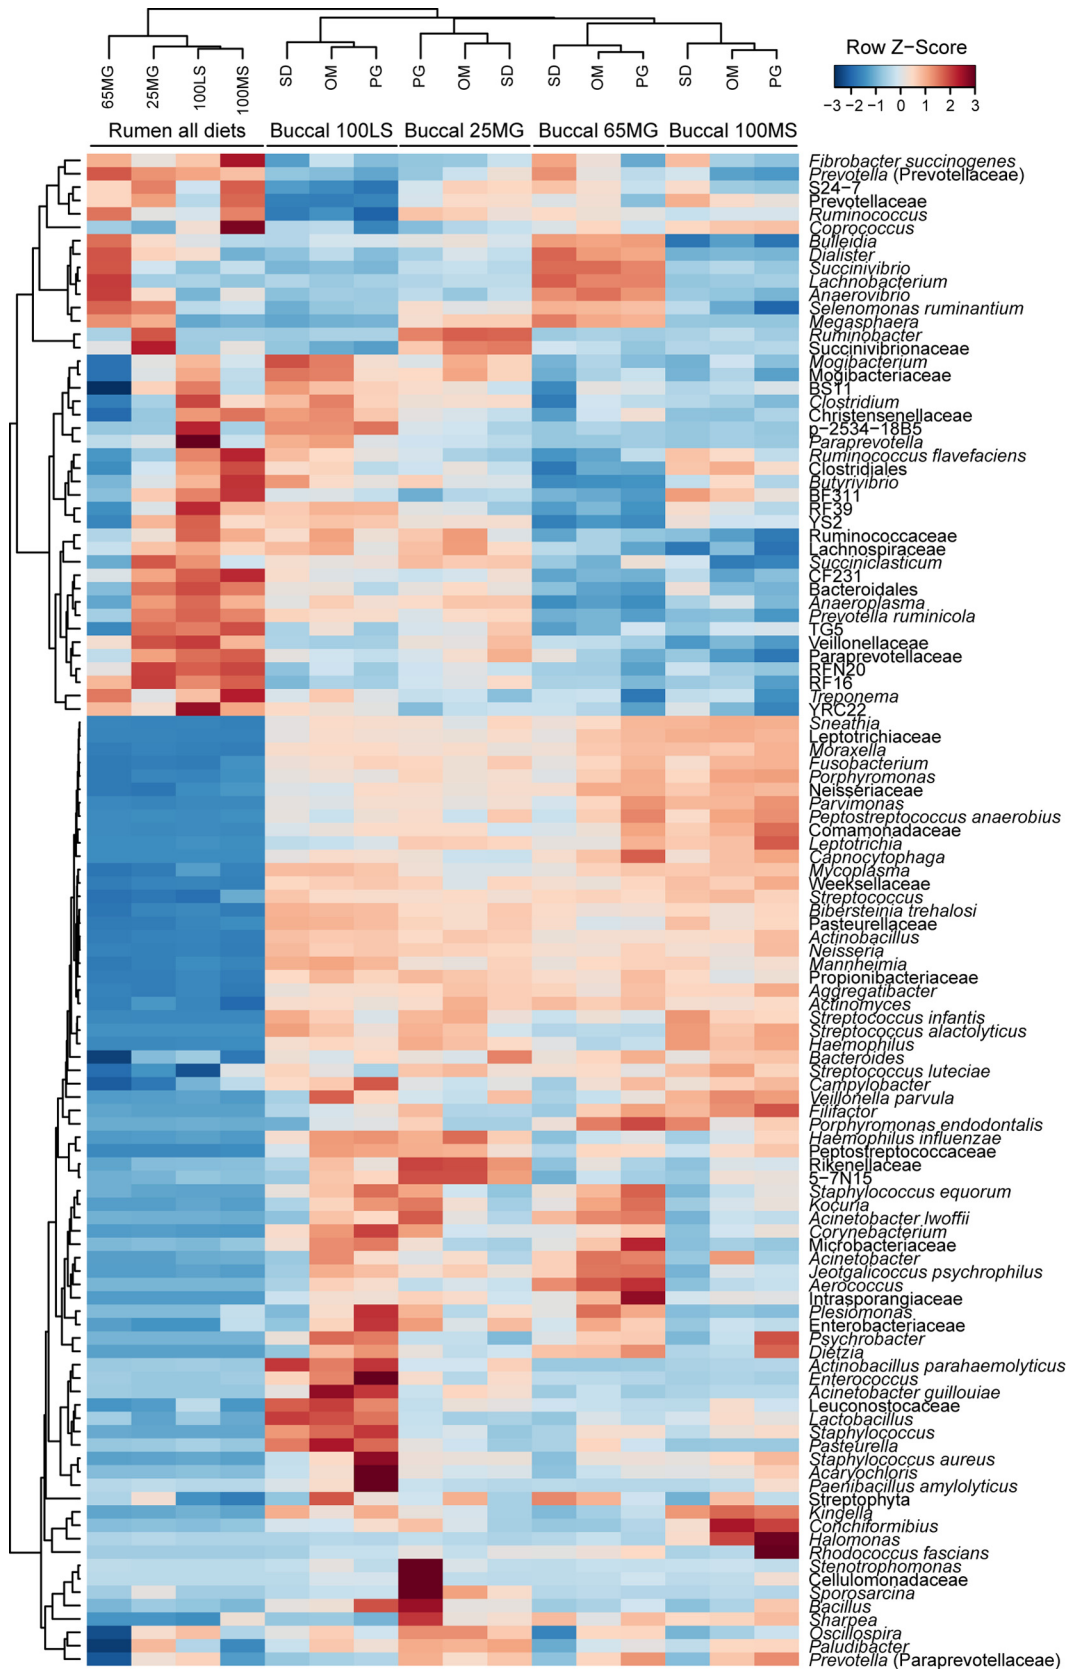 Row Z−Score
−3 −2 −1 0 1 2 3
65MG 25MG 100LS 100MS SD OM PG PG OM SD SD OM PG SD OM PG
Rumen all diets Buccal 100LS Buccal 25MG Buccal 65MG Buccal 100MS
Fibrobacter succinogenes
Prevotella (Prevotellaceae)
S24−7
Prevotellaceae
Ruminococcus
Coprococcus
Bulleidia
Dialister
Succinivibrio
Lachnobacterium
Anaerovibrio
Selenomonas ruminantium
Megasphaera
Ruminobacter
Succinivibrionaceae
Mogibacterium
Mogibacteriaceae
BS11
Clostridium
Christensenellaceae
p−2534−18B5
Paraprevotella
Ruminococcus flavefaciens
Clostridiales
Butyrivibrio
BF311
RF39
YS2
Ruminococcaceae
Lachnospiraceae
Succiniclasticum
CF231
Bacteroidales
Anaeroplasma
Prevotella ruminicola
TG5
Veillonellaceae
Paraprevotellaceae
RFN20
RF16
Treponema
YRC22
Sneathia
Leptotrichiaceae
Moraxella
Fusobacterium
Porphyromonas
Neisseriaceae
Parvimonas
Peptostreptococcus anaerobius
Comamonadaceae
Leptotrichia
Capnocytophaga
Mycoplasma
Weeksellaceae
Streptococcus
Bibersteinia trehalosi
Pasteurellaceae
Actinobacillus
Neisseria
Mannheimia
Propionibacteriaceae
Aggregatibacter
Actinomyces
Streptococcus infantis
Streptococcus alactolyticus
Haemophilus
Bacteroides
Streptococcus luteciae
Campylobacter
Veillonella parvula
Filifactor
Porphyromonas endodontalis
Haemophilus influenzae
Peptostreptococcaceae
Rikenellaceae
5−7N15
Staphylococcus equorum
Kocuria
Acinetobacter lwoffii
Corynebacterium
Microbacteriaceae
Acinetobacter
Jeotgalicoccus psychrophilus
Aerococcus
Intrasporangiaceae
Plesiomonas
Enterobacteriaceae
Psychrobacter
Dietzia
Actinobacillus parahaemolyticus
Enterococcus
Acinetobacter guillouiae
Leuconostocaceae
Lactobacillus
Staphylococcus
Pasteurella
Staphylococcus aureus
Acaryochloris
Paenibacillus amylolyticus
Streptophyta
Kingella
Conchiformibius
Halomonas
Rhodococcus fascians
Stenotrophomonas
Cellulomonadaceae
Sporosarcina
Bacillus
Sharpea
Oscillospira
Paludibacter
Prevotella (Paraprevotellaceae)